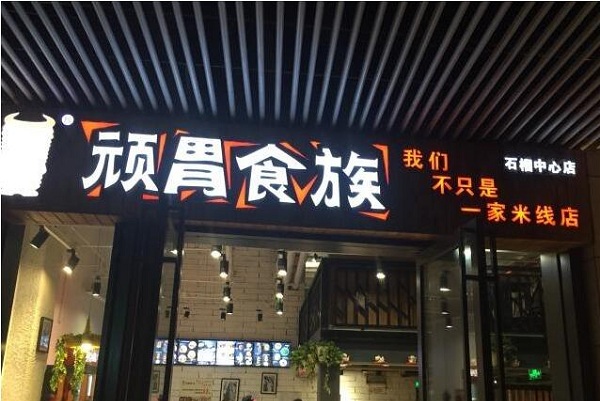 顽胃食族
我们
不只是
一家米线店
石榴中心店